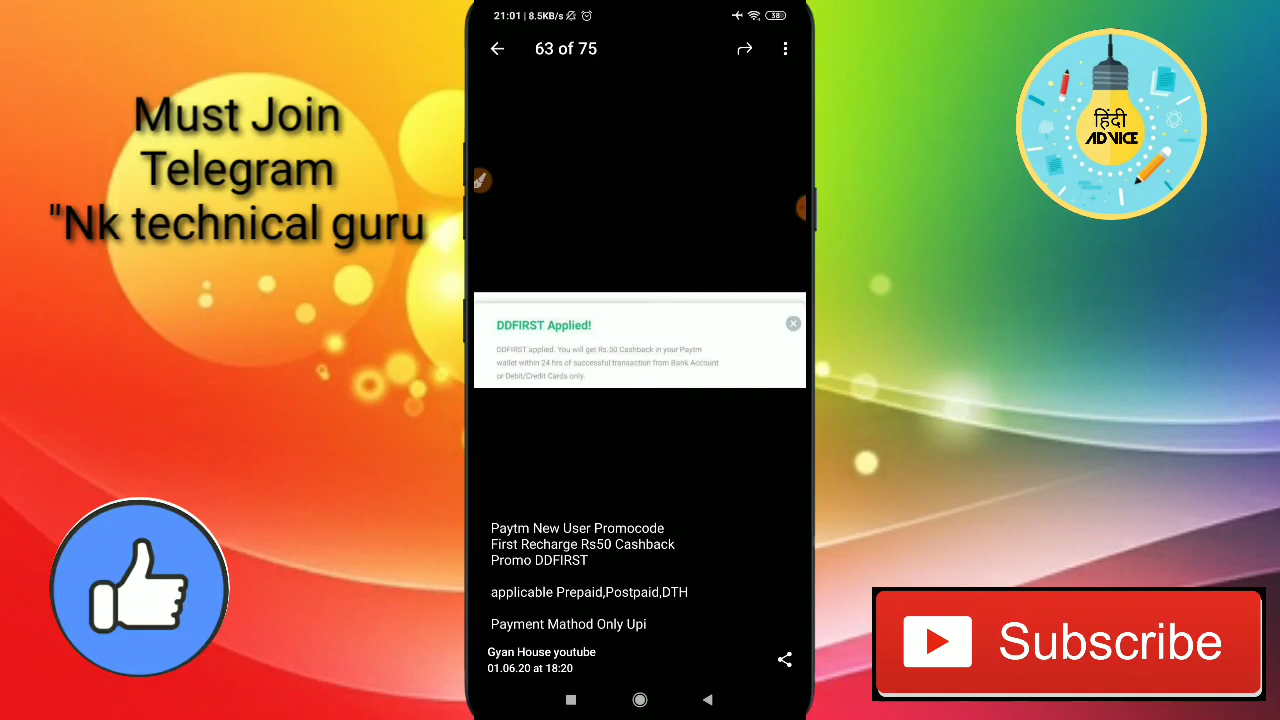 Must Join
Telegram
"Nk technical guru
21:01 | 8.5KB/s
38
63 of 75
हिंदी
ADVICE
DDFIRST Applied!
DDFIRST applied. You will get Rs.50 Cashback in your Paytm
wallet within 24 hrs of successful transaction from Bank Account
or Debit/Credit Cards only.
Paytm New User Promocode
First Recharge Rs50 Cashback
Promo DDFIRST
applicable Prepaid,Postpaid,DTH
Payment Mathod Only Upi
Gyan House youtube
01.06.20 at 18:20
Subscribe